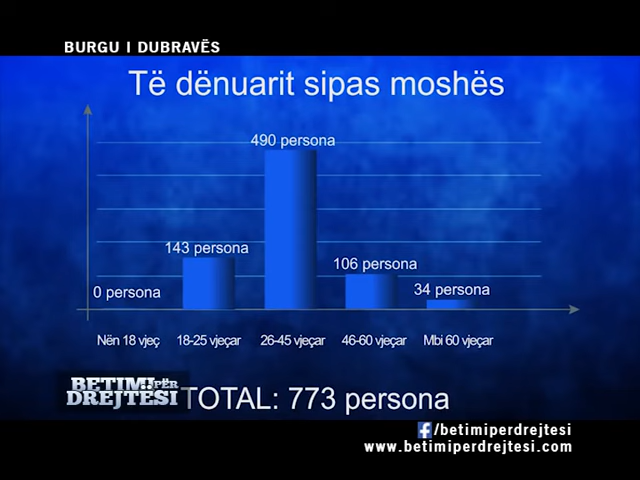 BURGU I DUBRAVËS
Të dënuarit sipas moshës
490 persona
143 persona
106 persona
34 persona
0 persona
Nën 18 vjeç 18-25 vjeçar 26-45 vjeçar 46-60 vjeçar Mbi 60 vjeçar
BETIMI PËR
DREJTËSI
TOTAL: 773 persona
f/betimiperdrejtesi
www.betimiperdrejtesi.com